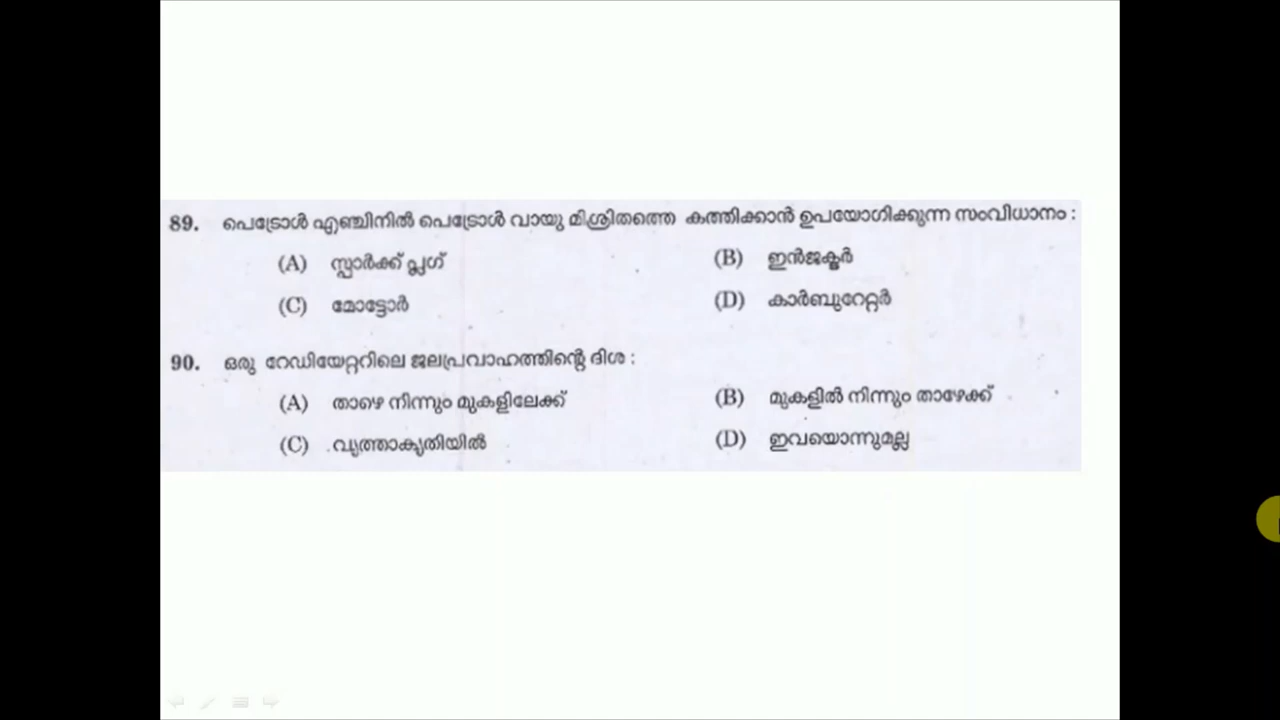 89. പെട്രോൾ എഞ്ചിനിൽ പെട്രോൾ വായു മിശ്രിതത്തെ കത്തിക്കാൻ ഉപയോഗിക്കുന്ന സംവിധാനം :
(A) സ്പാർക്ക് പ്ലഗ് (B) ഇൻജക്ടർ
(C) മോട്ടോർ (D) കാർബുറേറ്റർ
90. ഒരു റേഡിയേറ്ററിലെ ജലപ്രവാഹത്തിന്റെ ദിശ :
(A) താഴെ നിന്നും മുകളിലേക്ക് (B) മുകളിൽ നിന്നും താഴേക്ക്
(C) വൃത്താകൃതിയിൽ (D) ഇവയൊന്നുമല്ല